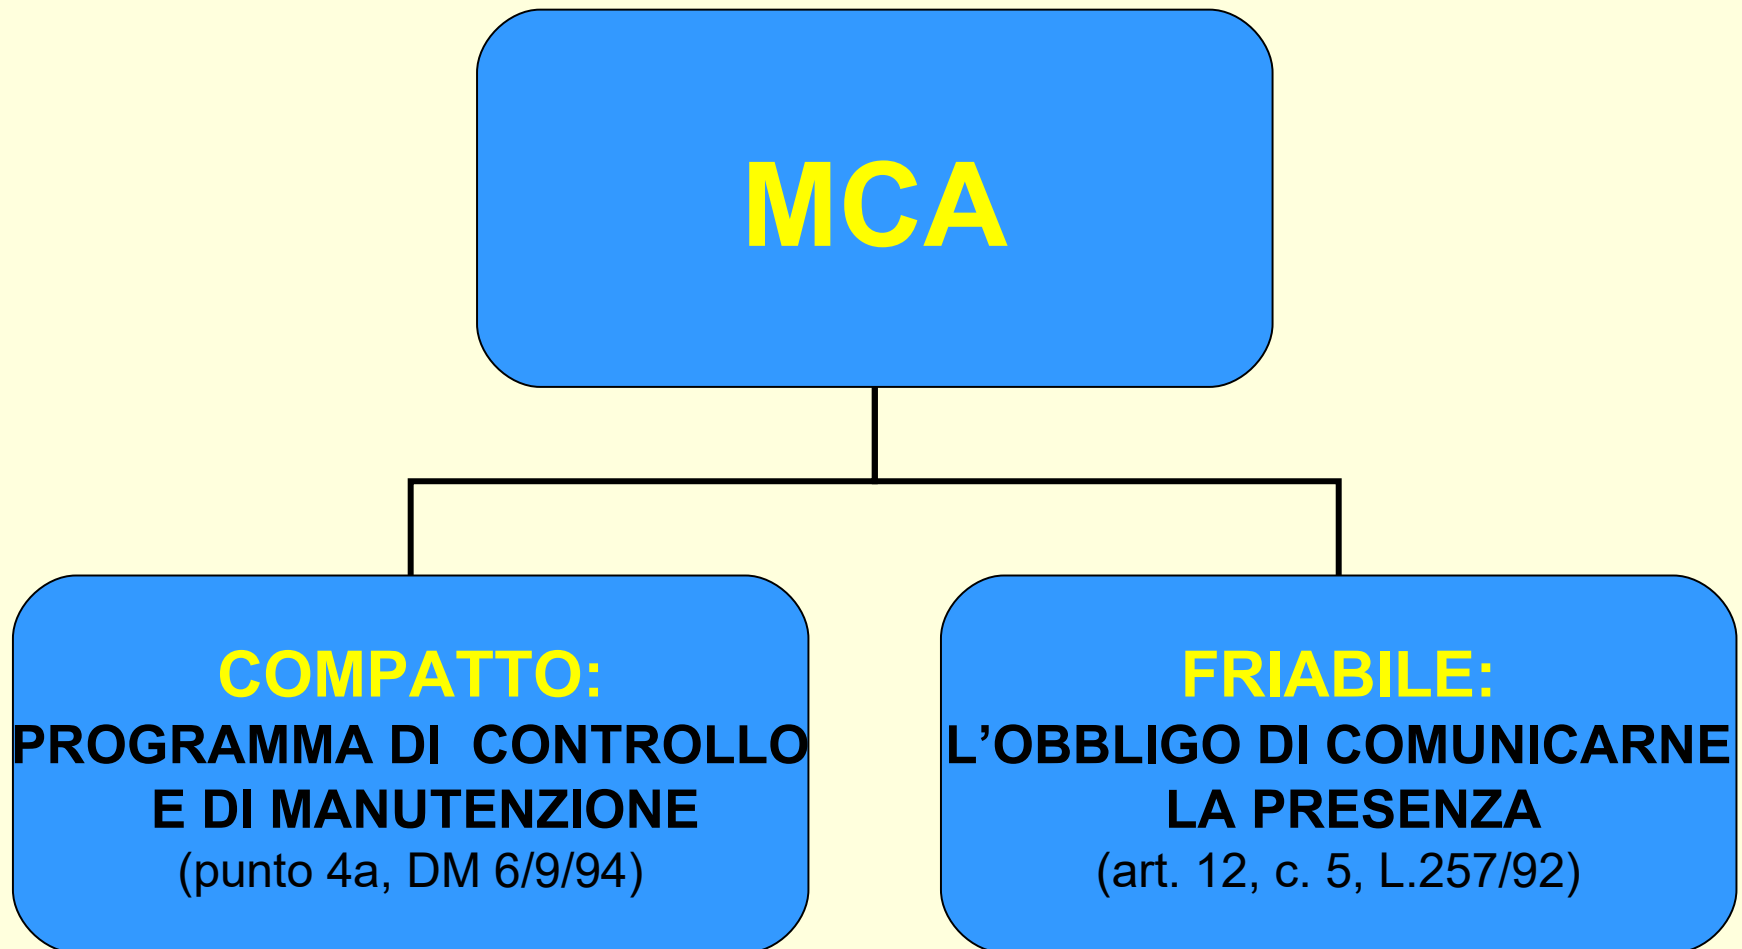 MCA
COMPATTO:
PROGRAMMA DI CONTROLLO
E DI MANUTENZIONE
(punto 4a, DM 6/9/94)
FRIABILE:
L’OBBLIGO DI COMUNICARNE
LA PRESENZA
(art. 12, c. 5, L.257/92)